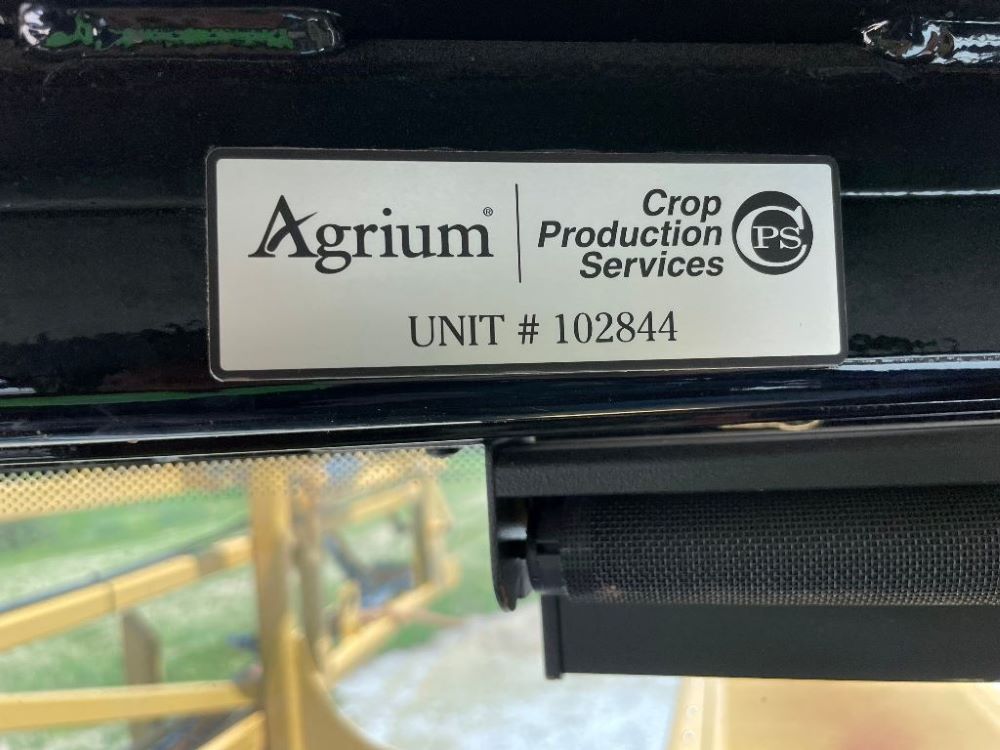 Agrium®
Crop
Production
Services
CPS
UNIT # 102844